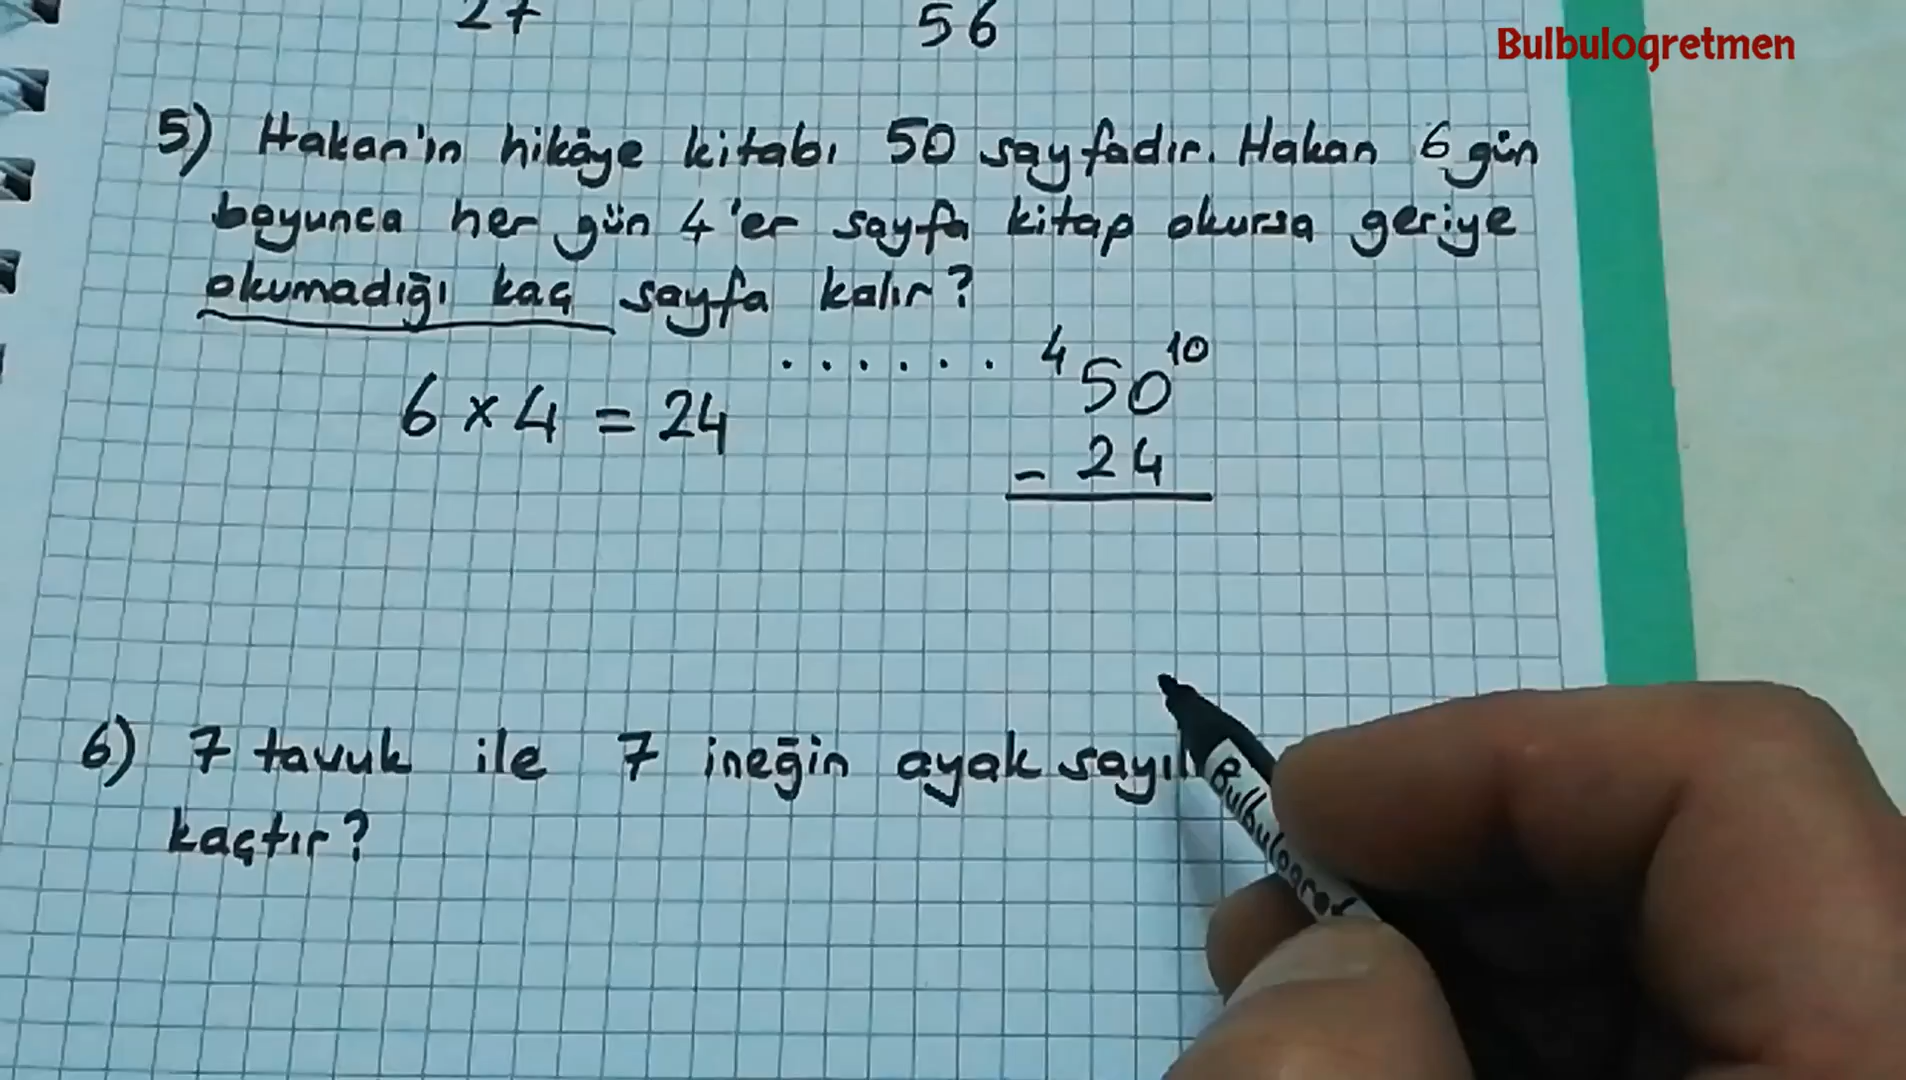 27 56
Bulbulogretmen
5) Hakan'ın hikâye kitabı 50 sayfadır. Hakan 6 gün
boyunca her gün 4'er sayfa kitap okursa geriye
okumadığı kaç sayfa kalır?
. . . . . .
4 10
50
6 x 4 = 24
- 24
6) 7 tavuk ile 7 ineğin ayak
kaçtır?